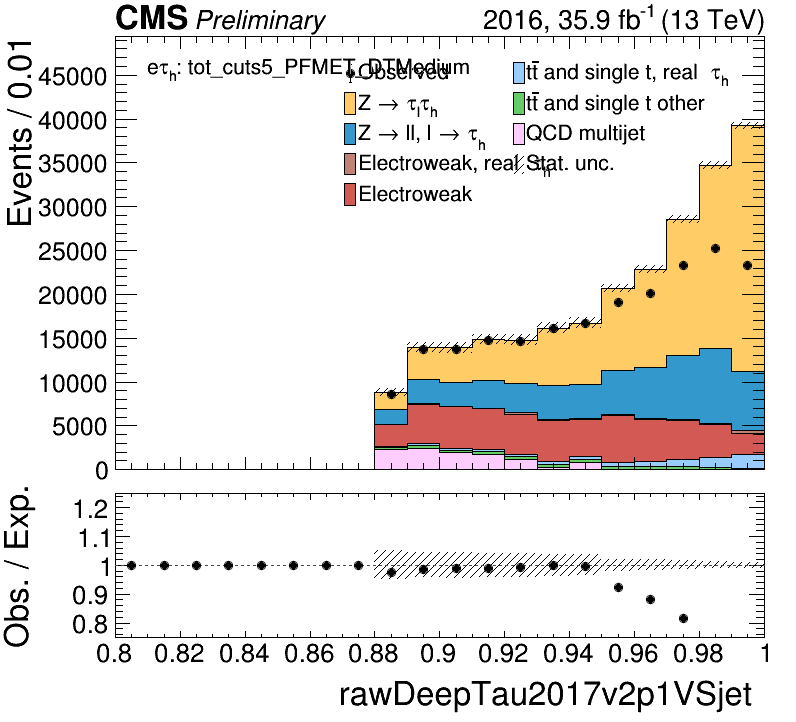 CMS Preliminary 2016, 35.9 fb⁻¹ (13 TeV)
eτh: tot_cuts5_PFMET_DTMedium
Observed
Z → τlτh
Z → ll, l → τh
Electroweak, real τh
Electroweak
tt̄ and single t, real τh
tt̄ and single t other
QCD multijet
Stat. unc.
Events / 0.01
45000
40000
35000
30000
25000
20000
15000
10000
5000
0
Obs. / Exp.
1.2
1.1
1
0.9
0.8
0.8 0.82 0.84 0.86 0.88 0.9 0.92 0.94 0.96 0.98 1
rawDeepTau2017v2p1VSjet